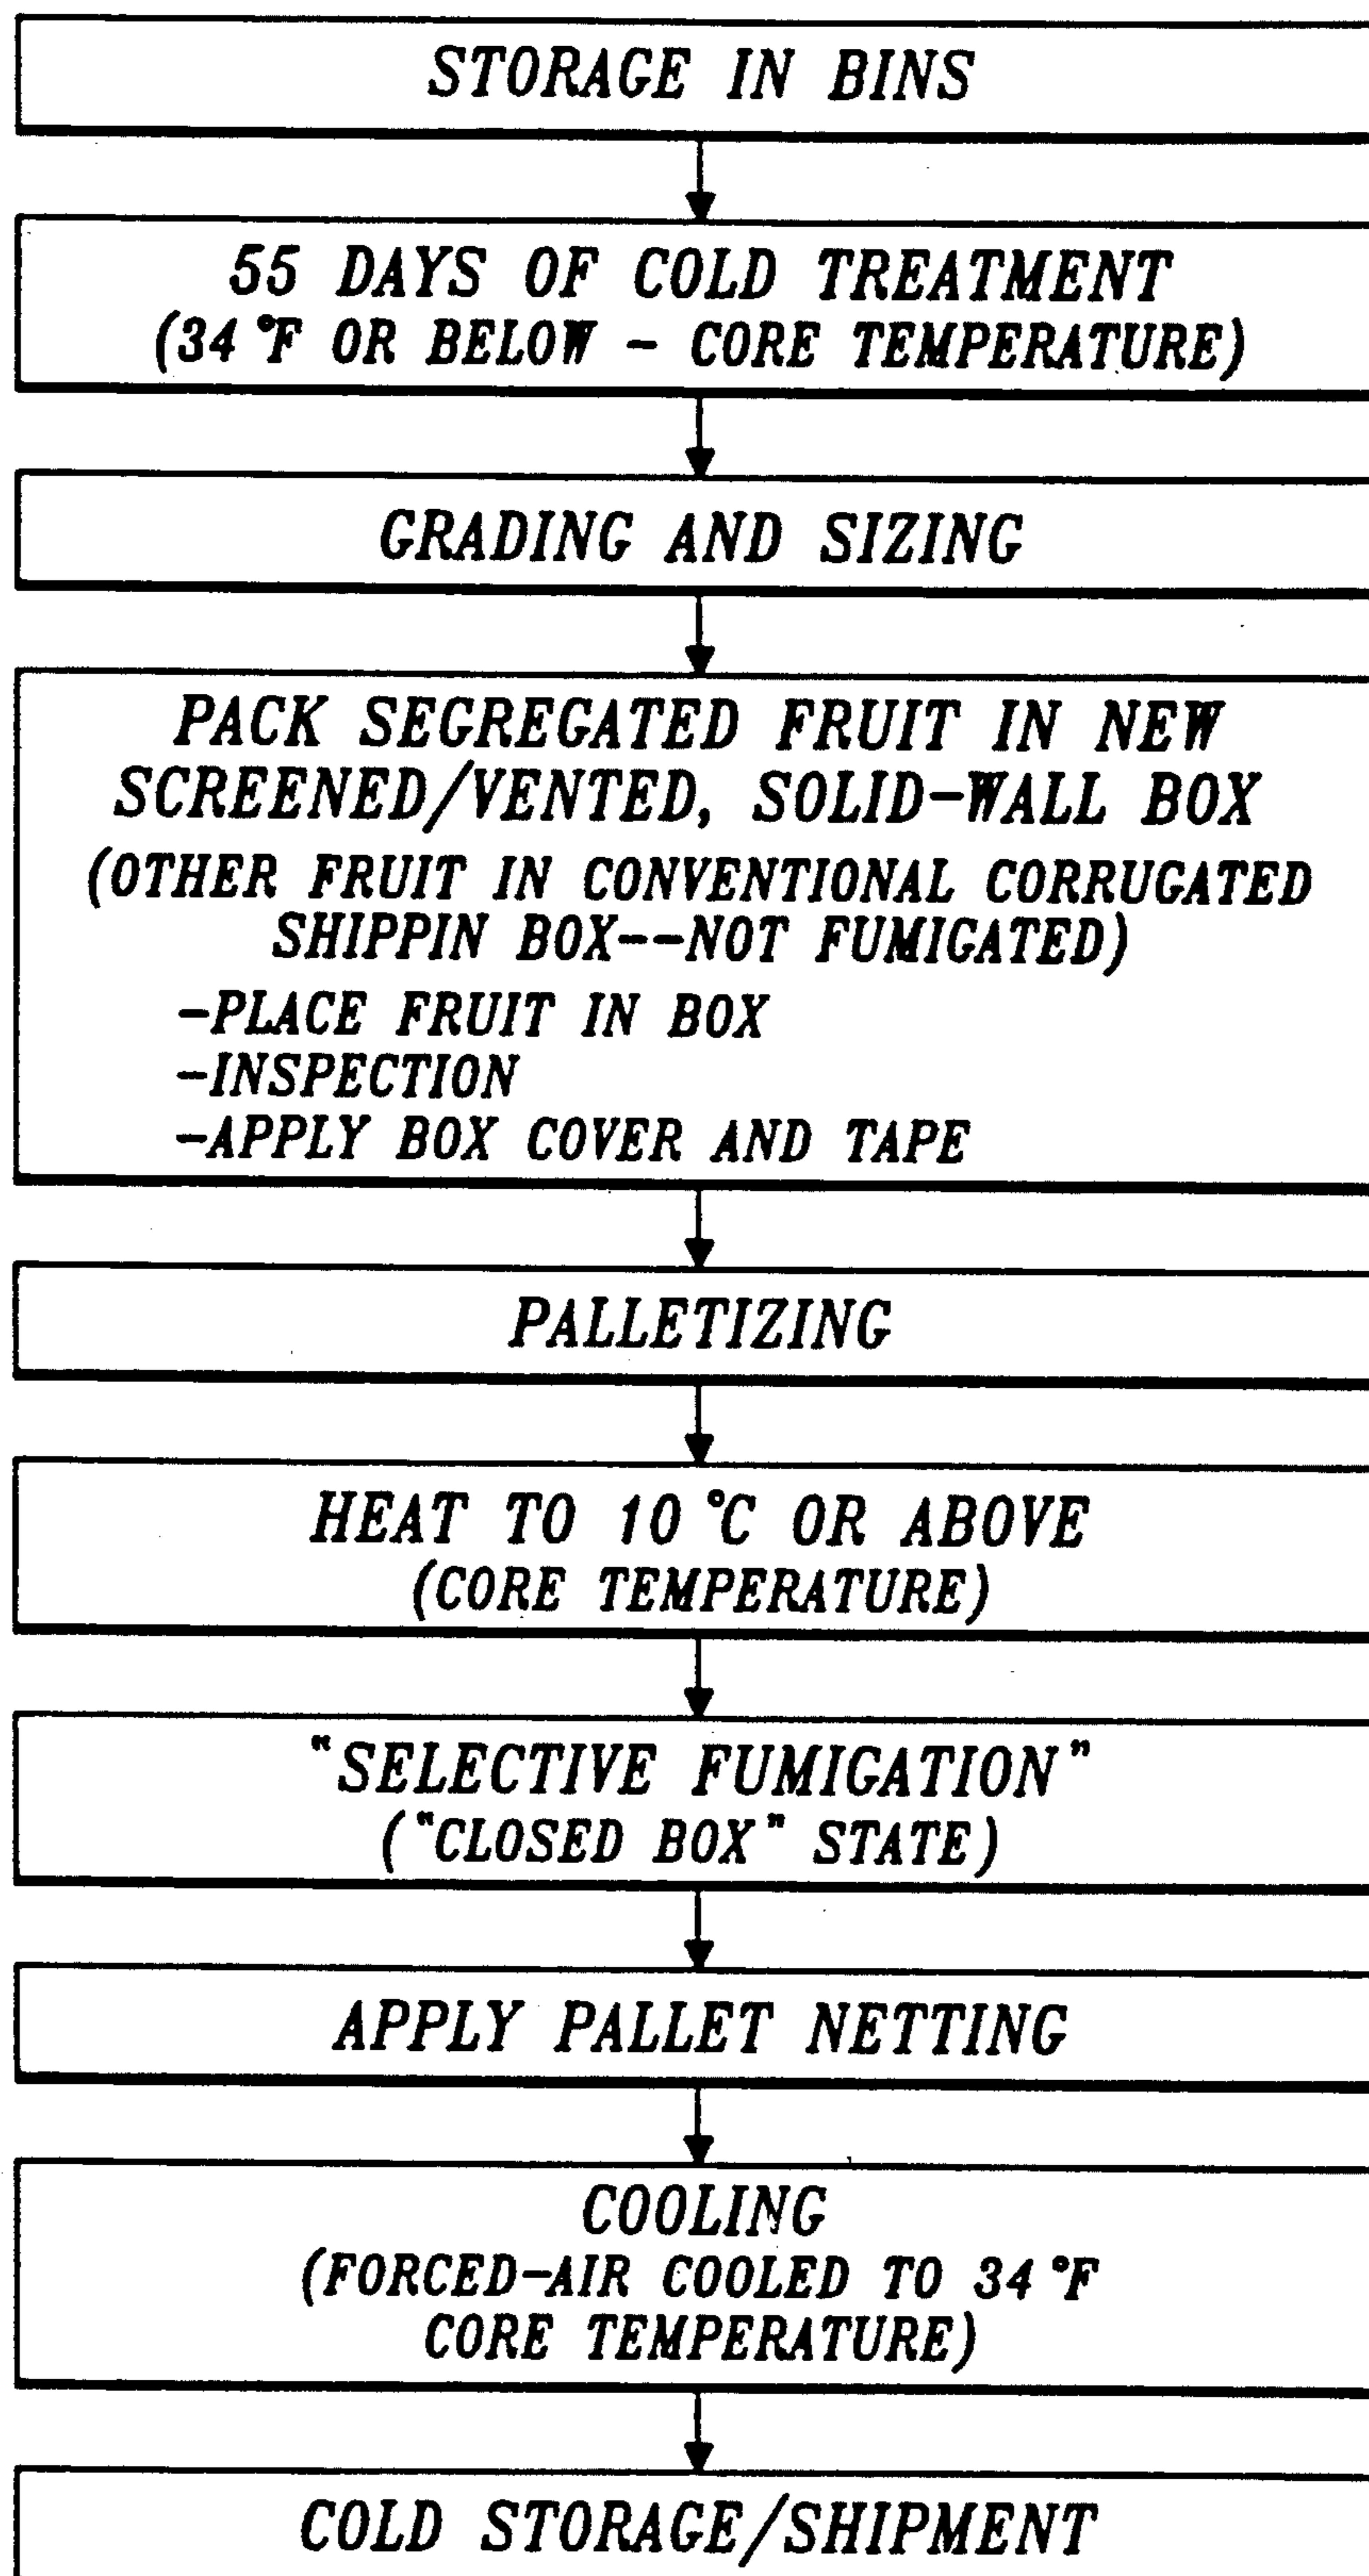 STORAGE IN BINS
55 DAYS OF COLD TREATMENT
(34 °F OR BELOW - CORE TEMPERATURE)
GRADING AND SIZING
PACK SEGREGATED FRUIT IN NEW
SCREENED/VENTED, SOLID-WALL BOX
(OTHER FRUIT IN CONVENTIONAL CORRUGATED
SHIPPIN BOX--NOT FUMIGATED)
-PLACE FRUIT IN BOX
-INSPECTION
-APPLY BOX COVER AND TAPE
PALLETIZING
HEAT TO 10 °C OR ABOVE
(CORE TEMPERATURE)
"SELECTIVE FUMIGATION"
("CLOSED BOX" STATE)
APPLY PALLET NETTING
COOLING
(FORCED-AIR COOLED TO 34 °F
CORE TEMPERATURE)
COLD STORAGE/SHIPMENT